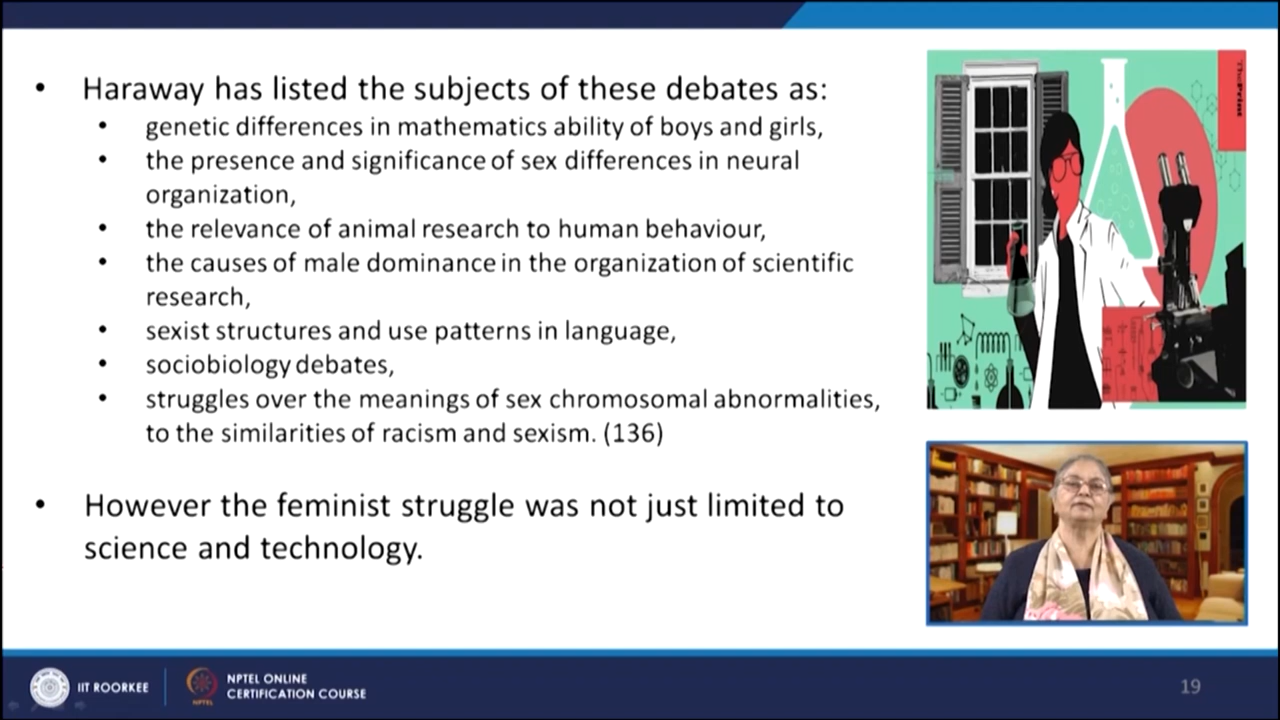 • Haraway has listed the subjects of these debates as:
• genetic differences in mathematics ability of boys and girls,
• the presence and significance of sex differences in neural
organization,
• the relevance of animal research to human behaviour,
• the causes of male dominance in the organization of scientific
research,
• sexist structures and use patterns in language,
• sociobiology debates,
• struggles over the meanings of sex chromosomal abnormalities,
to the similarities of racism and sexism. (136)
• However the feminist struggle was not just limited to
science and technology.
ThePrint
IIT ROORKEE
NPTEL
NPTEL ONLINE
CERTIFICATION COURSE
19